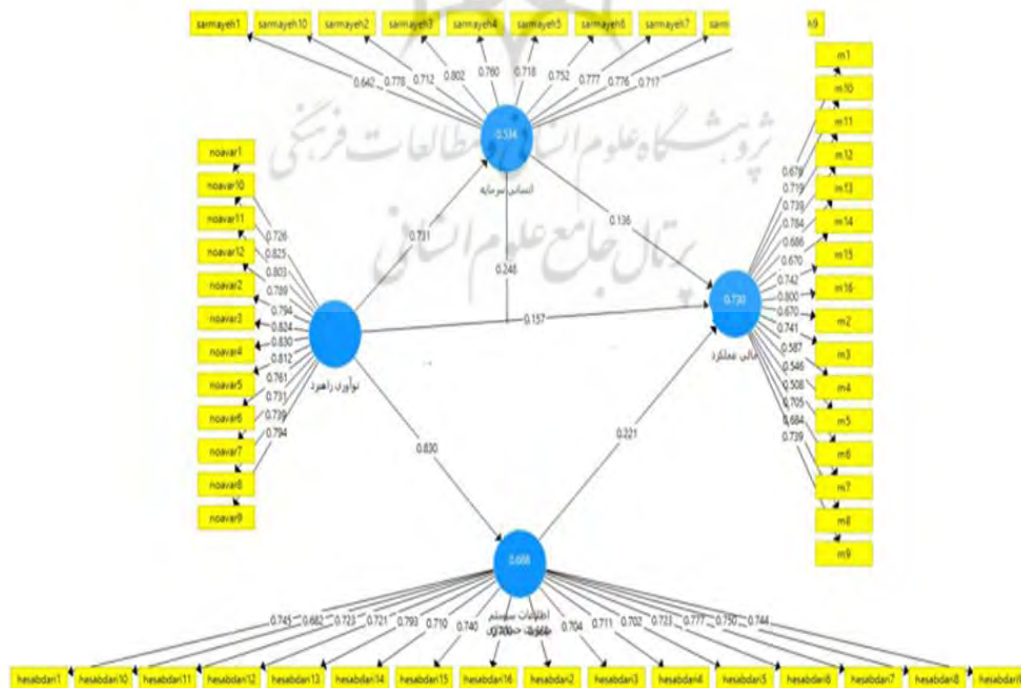 sarmayeh1 sarmayeh10 sarmayeh2 sarmayeh3 sarmayeh4 sarmayeh5 sarmayeh6 sarmayeh7
0.642 0.778 0.712 0.802 0.760 0.718 0.752 0.777 0.776 0.717
0.534
انسانی سرمایه
پژوهشگاه علوم انسانی و مطالعات فرهنگی
پرتال جامع علوم انسانی
noavar1
noavar10
noavar11
noavar12
noavar2
noavar3
noavar4
noavar5
noavar6
noavar7
noavar8
noavar9
0.726
0.825
0.803
0.789
0.794
0.824
0.830
0.812
0.761
0.731
0.739
0.794
نوآوری راهبرد
0.731
0.136
0.246
0.157
0.830
0.221
0.730
مالی عملکرد
0.719
0.739
0.784
0.686
0.670
0.742
0.800
0.670
0.741
0.587
0.546
0.508
0.705
0.684
0.739
m1
m10
m11
m12
m13
m14
m15
m16
m2
m3
m4
m5
m6
m7
m8
m9
0.688
اطلاعات سیستم
0.745 0.682 0.723 0.721 0.793 0.710 0.740 0.704 0.711 0.702 0.723 0.777 0.750 0.744
hesabdari1 hesabdari10 hesabdari11 hesabdari12 hesabdari13 hesabdari14 hesabdari15 hesabdari16 hesabdari2 hesabdari3 hesabdari4 hesabdari5 hesabdari6 hesabdari7 hesabdari8